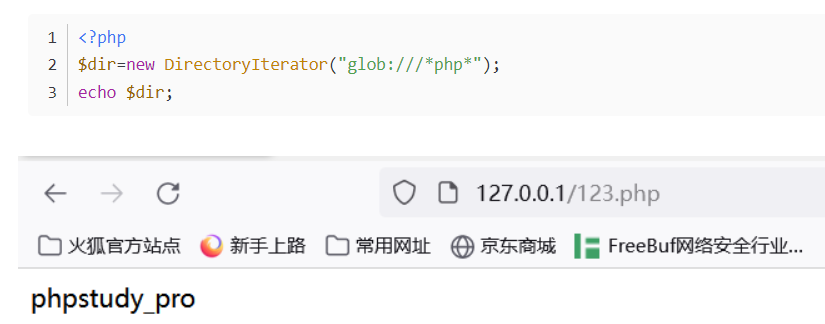 1 <?php
2 $dir=new DirectoryIterator("glob:///*php*");
3 echo $dir;
127.0.0.1/123.php
火狐官方站点 新手上路 常用网址 京东商城 FreeBuf网络安全行业...
phpstudy_pro